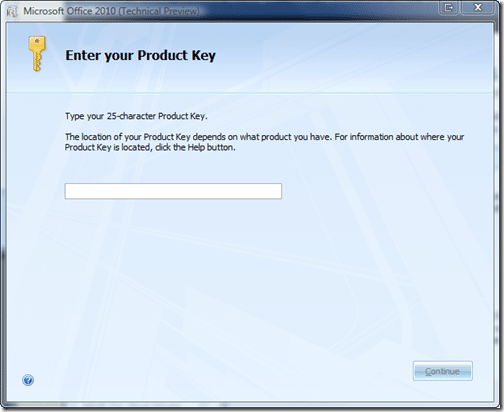 Microsoft Office 2010 (Technical Preview)
Enter your Product Key
Type your 25-character Product Key.
The location of your Product Key depends on what product you have. For information about where your
Product Key is located, click the Help button.
Continue